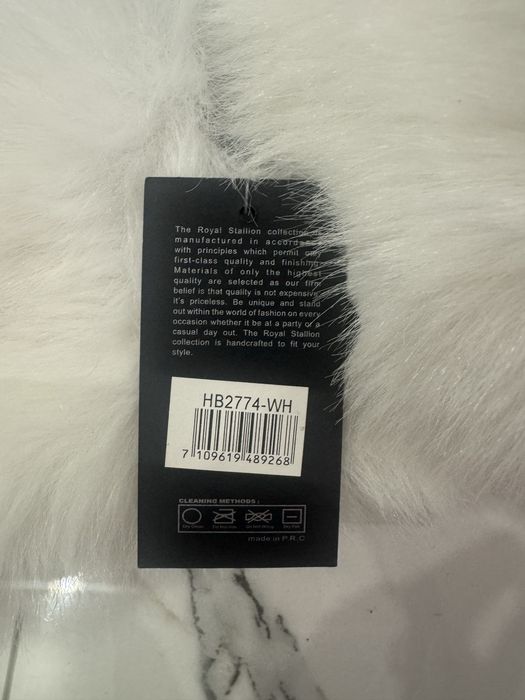 The Royal Stallion collection is
manufactured in accordance
with principles which permit only
first-class quality and finishing.
Materials of only the highest
quality are selected as our firm
belief is that quality is not expensive
it's priceless. Be unique and stand
out within the world of fashion on every
occasion whether it be at a party or a
casual day out. The Royal Stallion
collection is handcrafted to fit your
style.
HB2774-WH
7 109619 489268
CLEANING METHODS :
Dry Clean
made in P.R.C